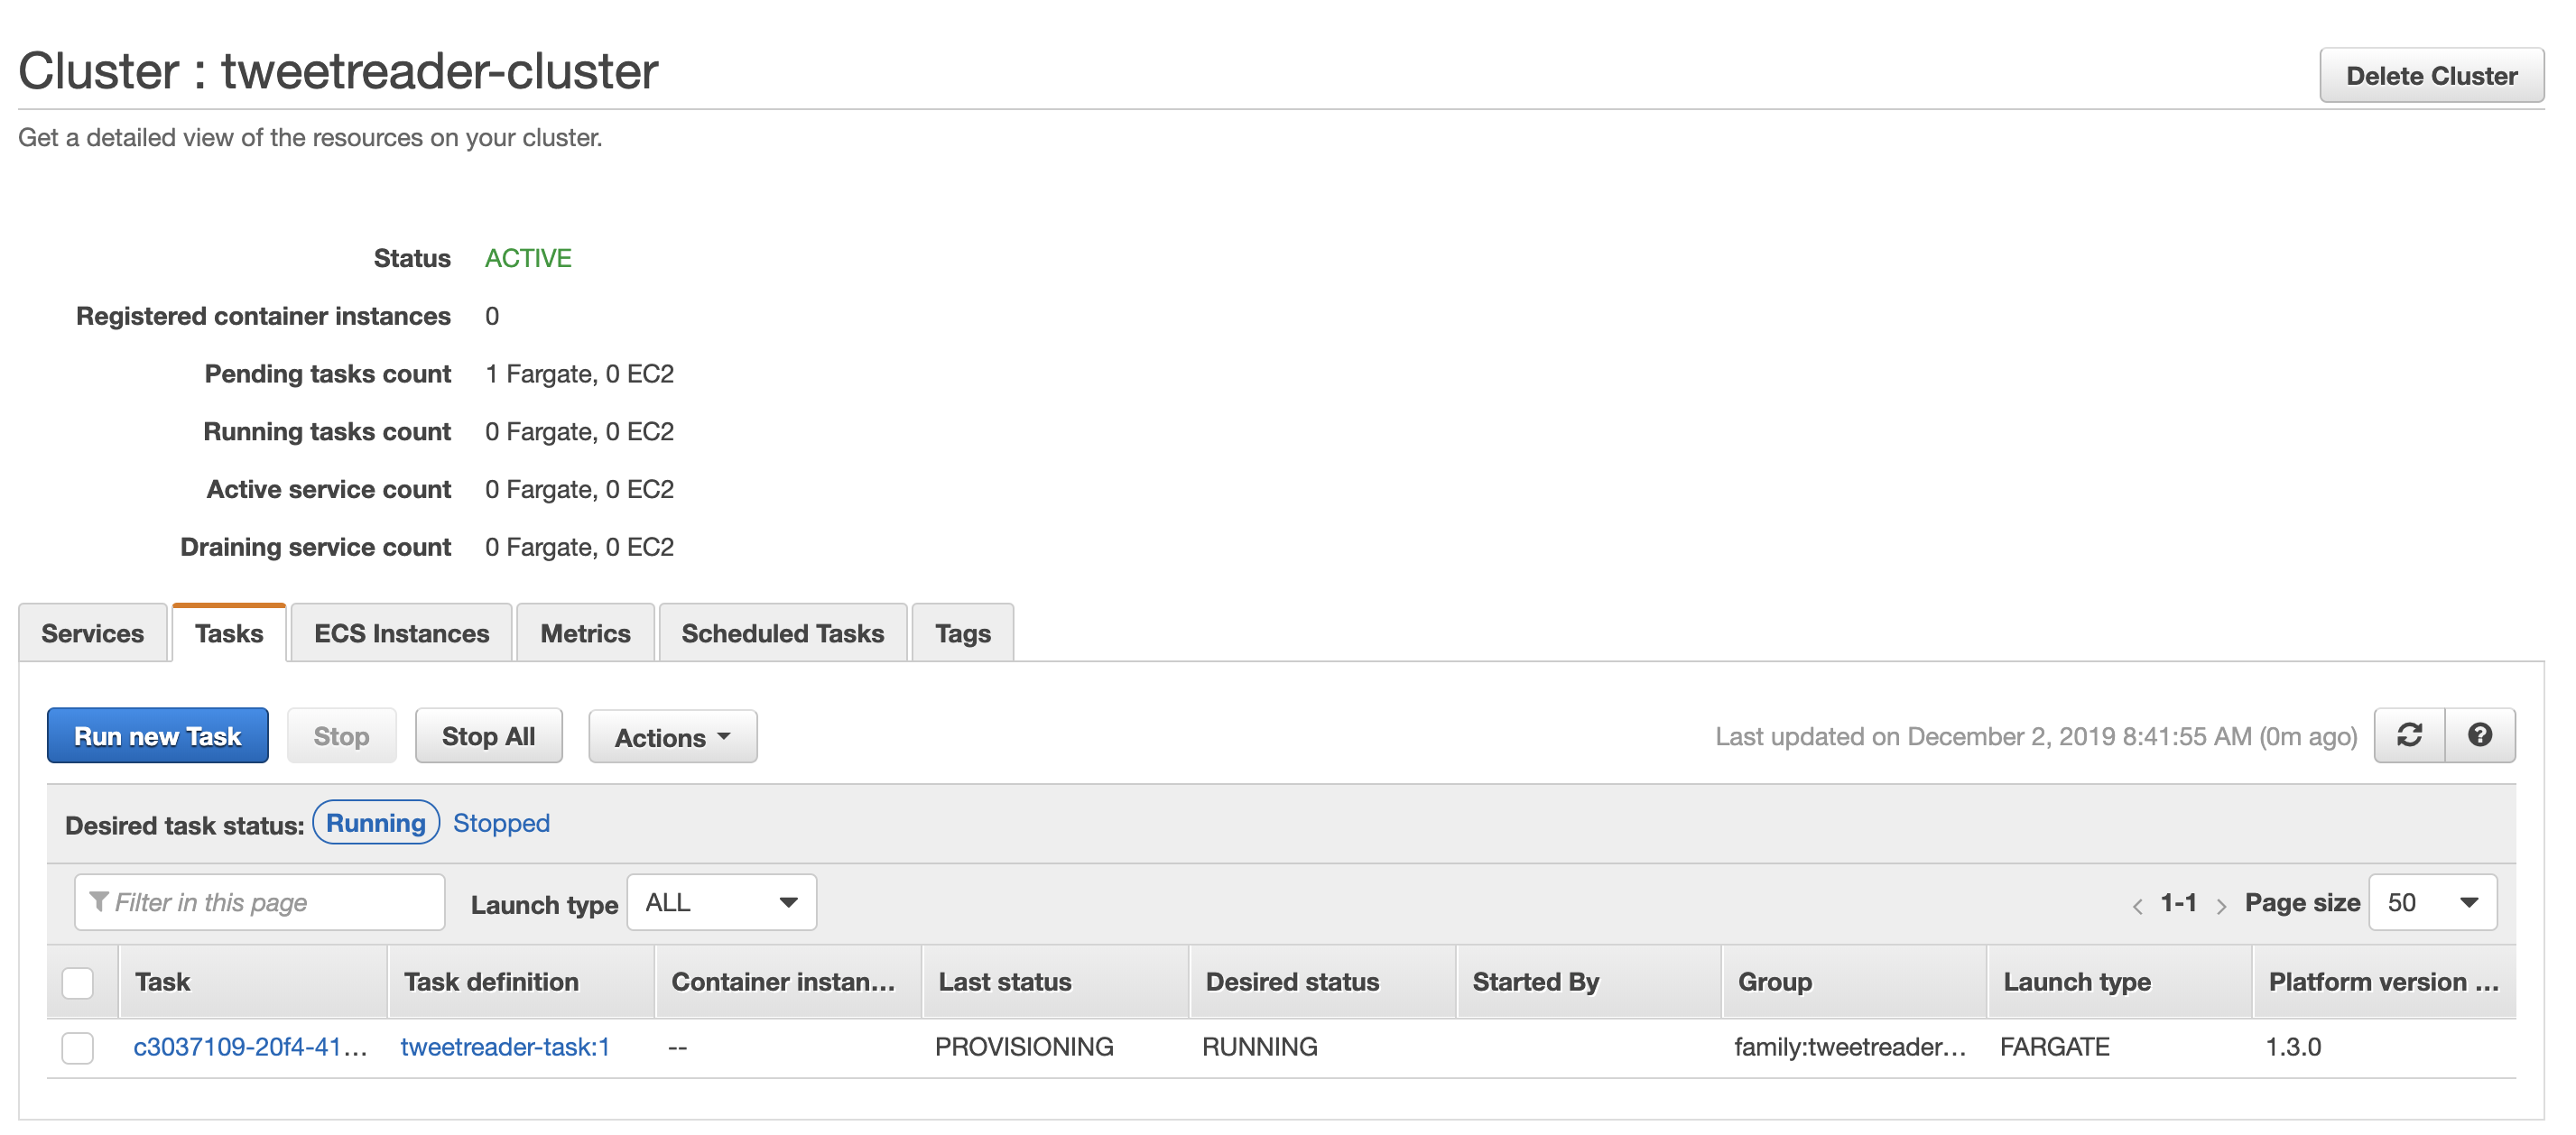 Cluster : tweetreader-cluster
Delete Cluster
Get a detailed view of the resources on your cluster.
Status ACTIVE
Registered container instances 0
Pending tasks count 1 Fargate, 0 EC2
Running tasks count 0 Fargate, 0 EC2
Active service count 0 Fargate, 0 EC2
Draining service count 0 Fargate, 0 EC2
Services Tasks ECS Instances Metrics Scheduled Tasks Tags
Run new Task Stop Stop All Actions Last updated on December 2, 2019 8:41:55 AM (0m ago)
Desired task status: Running Stopped
Filter in this page Launch type ALL 1-1 Page size 50
Task Task definition Container instan... Last status Desired status Started By Group Launch type Platform version ...
c3037109-20f4-41... tweetreader-task:1 -- PROVISIONING RUNNING family:tweetreader... FARGATE 1.3.0